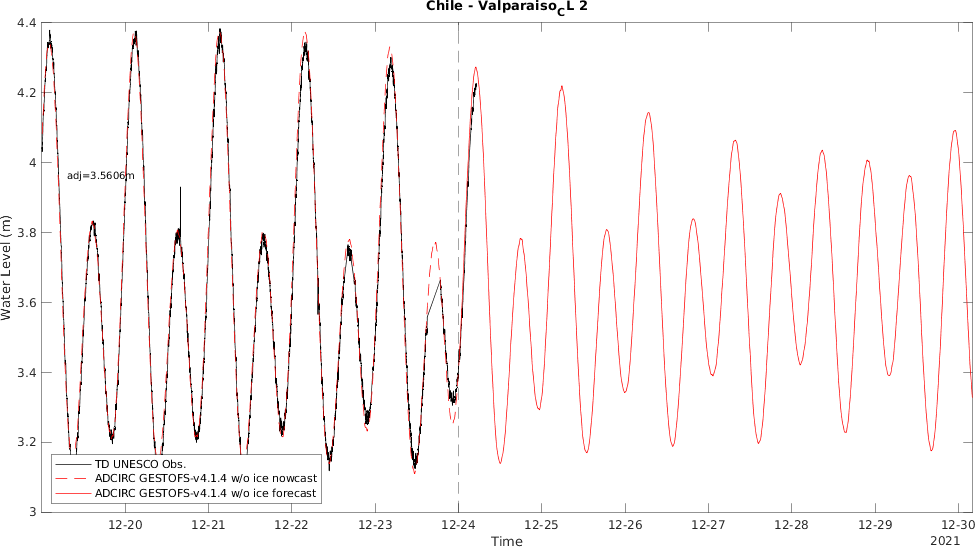 Chile - Valparaiso_CL 2
4.4
4.2
4
3.8
3.6
3.4
3.2
3
Water Level (m)
adj=3.5606m
TD UNESCO Obs.
ADCIRC GESTOFS-v4.1.4 w/o ice nowcast
ADCIRC GESTOFS-v4.1.4 w/o ice forecast
12-20 12-21 12-22 12-23 12-24 12-25 12-26 12-27 12-28 12-29 12-30
Time
2021